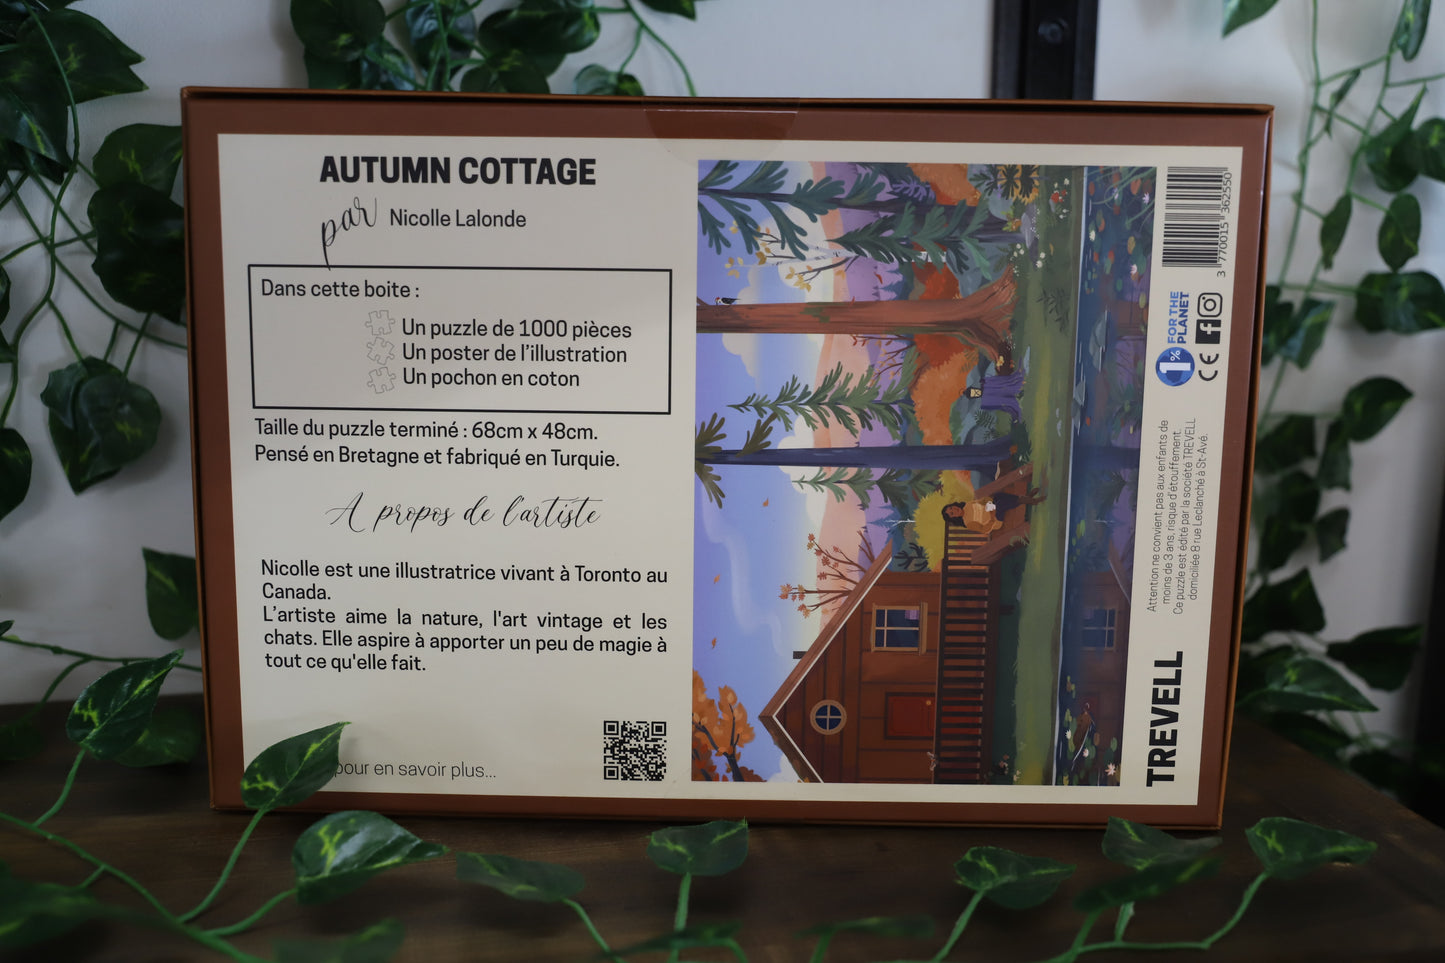 AUTUMN COTTAGE
par Nicolle Lalonde
Dans cette boite :
Un puzzle de 1000 pièces
Un poster de l'illustration
Un pochon en coton
Taille du puzzle terminé : 68cm x 48cm.
Pensé en Bretagne et fabriqué en Turquie.
A propos de l'artiste
Nicolle est une illustratrice vivant à Toronto au
Canada.
L'artiste aime la nature, l'art vintage et les
chats. Elle aspire à apporter un peu de magie à
tout ce qu'elle fait.
pour en savoir plus...
3 770015 362550
1% FOR THE
PLANET
CE
Attention ne convient pas aux enfants de
moins de 3 ans, risque d'étouffement.
Ce puzzle est édité par la société TREVELL
domiciliée 8 rue Leclanché à St-Avé.
TREVELL